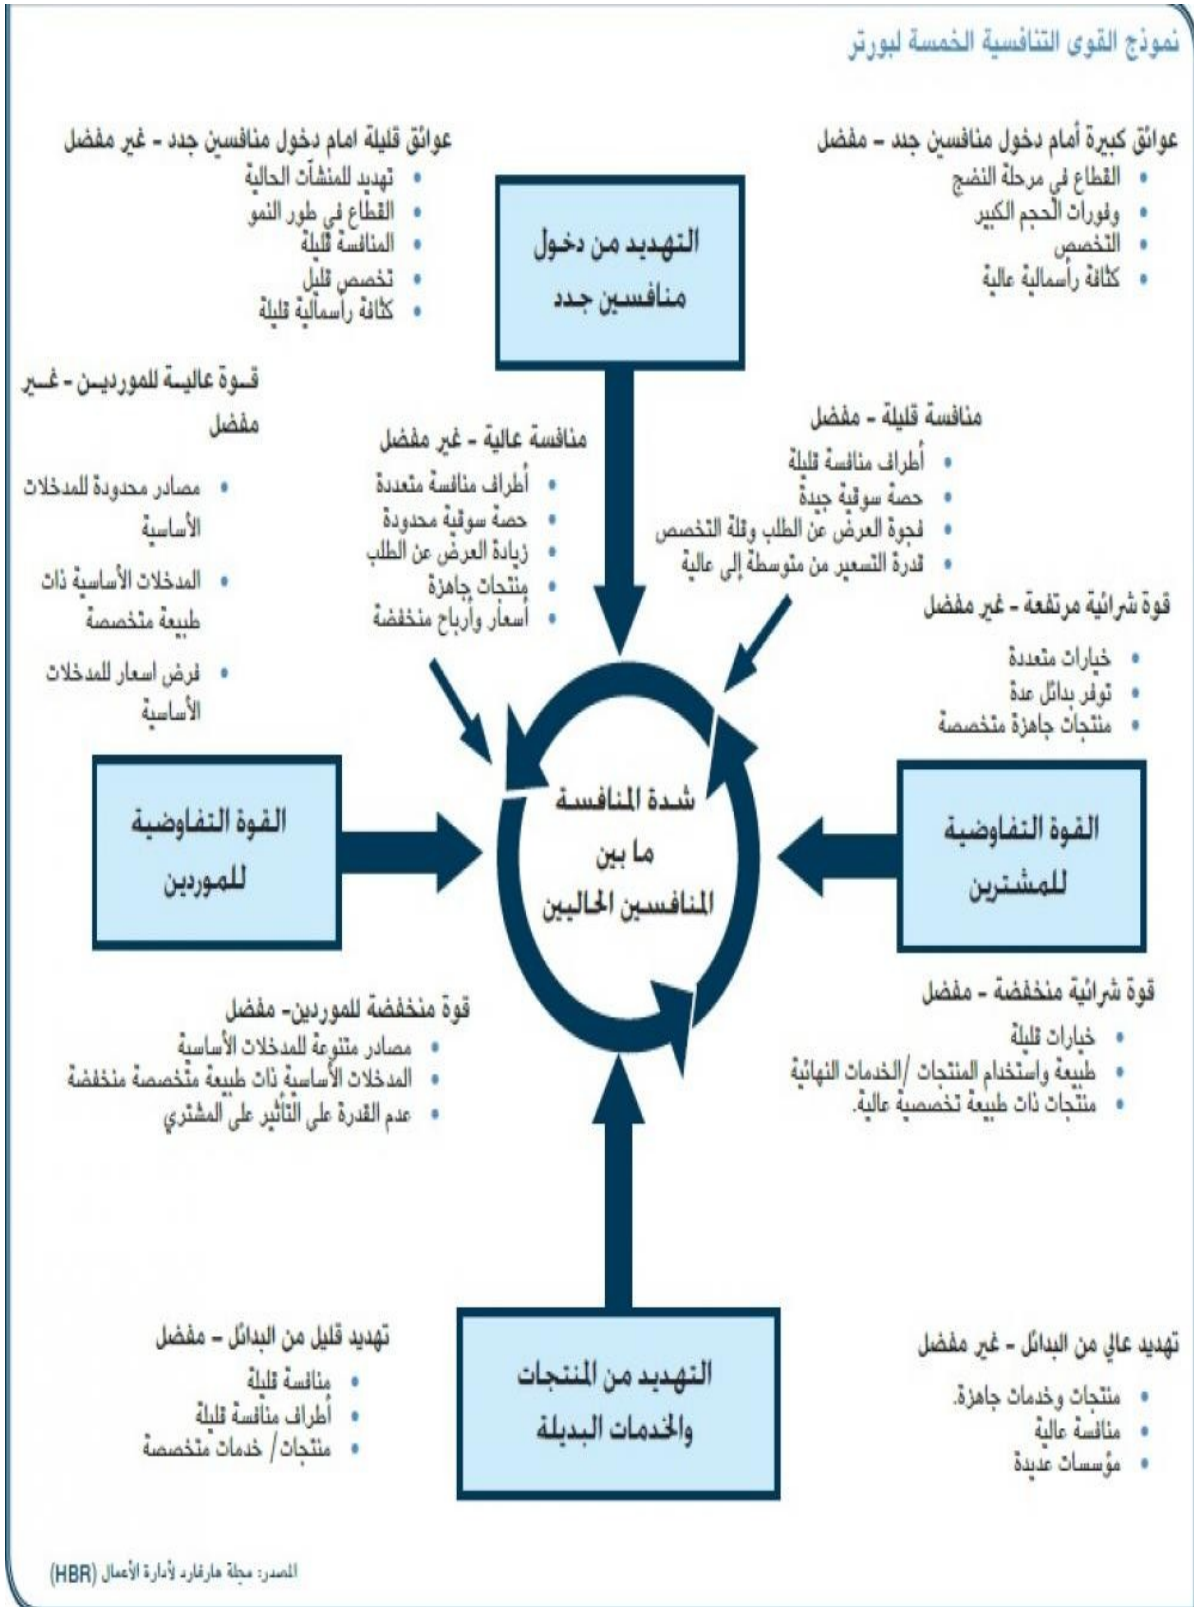 نموذج القوى التنافسية الخمسة لبورتر
عوائق كبيرة أمام دخول منافسين جدد – مفضل
• القطاع في مرحلة النضج
• وفورات الحجم الكبير
• التخصص
• كثافة رأسمالية عالية
التهديد من دخول
منافسين جدد
عوائق قليلة امام دخول منافسين جدد – غير مفضل
• تهديد للمنشآت الحالية
• القطاع في طور النمو
• المنافسة قليلة
• تخصص قليل
• كثافة رأسمالية قليلة
منافسة قليلة – مفضل
• أطراف منافسة قليلة
• حصة سوقية جيدة
• فجوة العرض عن الطلب وقلة التخصص
• قدرة التسعير من متوسطة إلى عالية
منافسة عالية – غير مفضل
• أطراف منافسة متعددة
• حصة سوقية محدودة
• زيادة العرض عن الطلب
• منتجات جاهزة
• أسعار وأرباح منخفضة
قوة عالية للموردين – غير
مفضل
• مصادر محدودة للمدخلات
الأساسية
• المدخلات الأساسية ذات
طبيعة متخصصة
• فرض اسعار للمدخلات
الأساسية
قوة شرائية مرتفعة – غير مفضل
• خيارات متعددة
• توفر بدائل عدة
• منتجات جاهزة متخصصة
القوة التفاوضية
للمشترين
شدة المنافسة
ما بين
المنافسين الحاليين
القوة التفاوضية
للموردين
قوة شرائية منخفضة – مفضل
• خيارات قليلة
• طبيعة واستخدام المنتجات /الخدمات النهائية
• منتجات ذات طبيعة تخصصية عالية.
قوة منخفضة للموردين– مفضل
• مصادر متنوعة للمدخلات الأساسية
• المدخلات الأساسية ذات طبيعة متخصصة منخفضة
• عدم القدرة على التأثير على المشتري
تهديد عالي من البدائل – غير مفضل
• منتجات وخدمات جاهزة.
• منافسة عالية
• مؤسسات عديدة
التهديد من المنتجات
والخدمات البديلة
تهديد قليل من البدائل – مفضل
• منافسة قليلة
• أطراف منافسة قليلة
• منتجات/ خدمات متخصصة
المصدر: مجلة هارفارد لأدارة الأعمال (HBR)